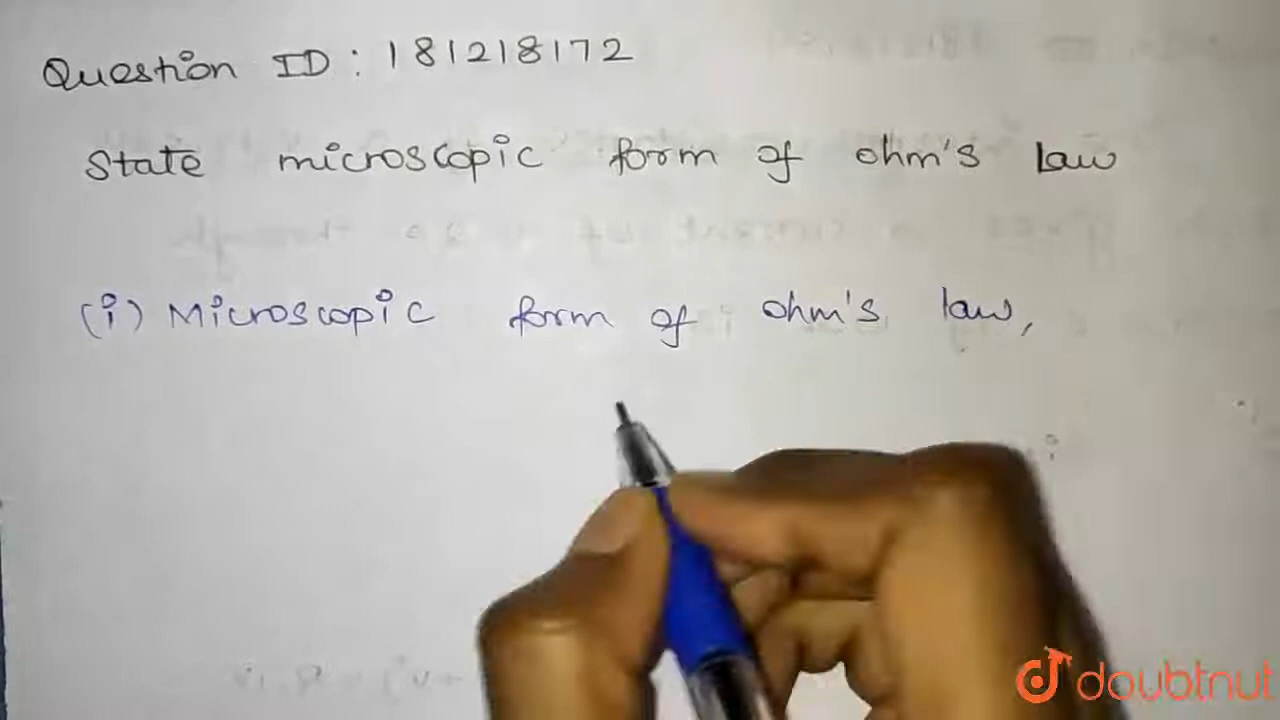 Question ID : 181218172
State microscopic form of ohm's law
(i) Microscopic form of ohm's law,
doubtnut